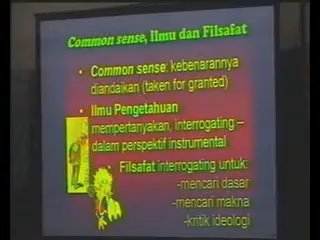 Common sense, Ilmu dan Filsafat
• Common sense: kebenarannya
diandaikan (taken for granted)
• Ilmu Pengetahuan
mempertanyakan, interrogating –
dalam perspektif instrumental
• Filsafat interrogating untuk:
-mencari dasar
-mencari makna
-kritik ideologi